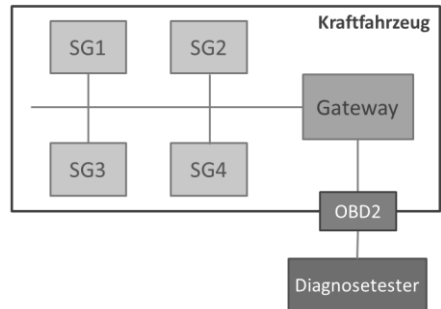 Kraftfahrzeug
SG1
SG2
Gateway
SG3
SG4
OBD2
Diagnosetester